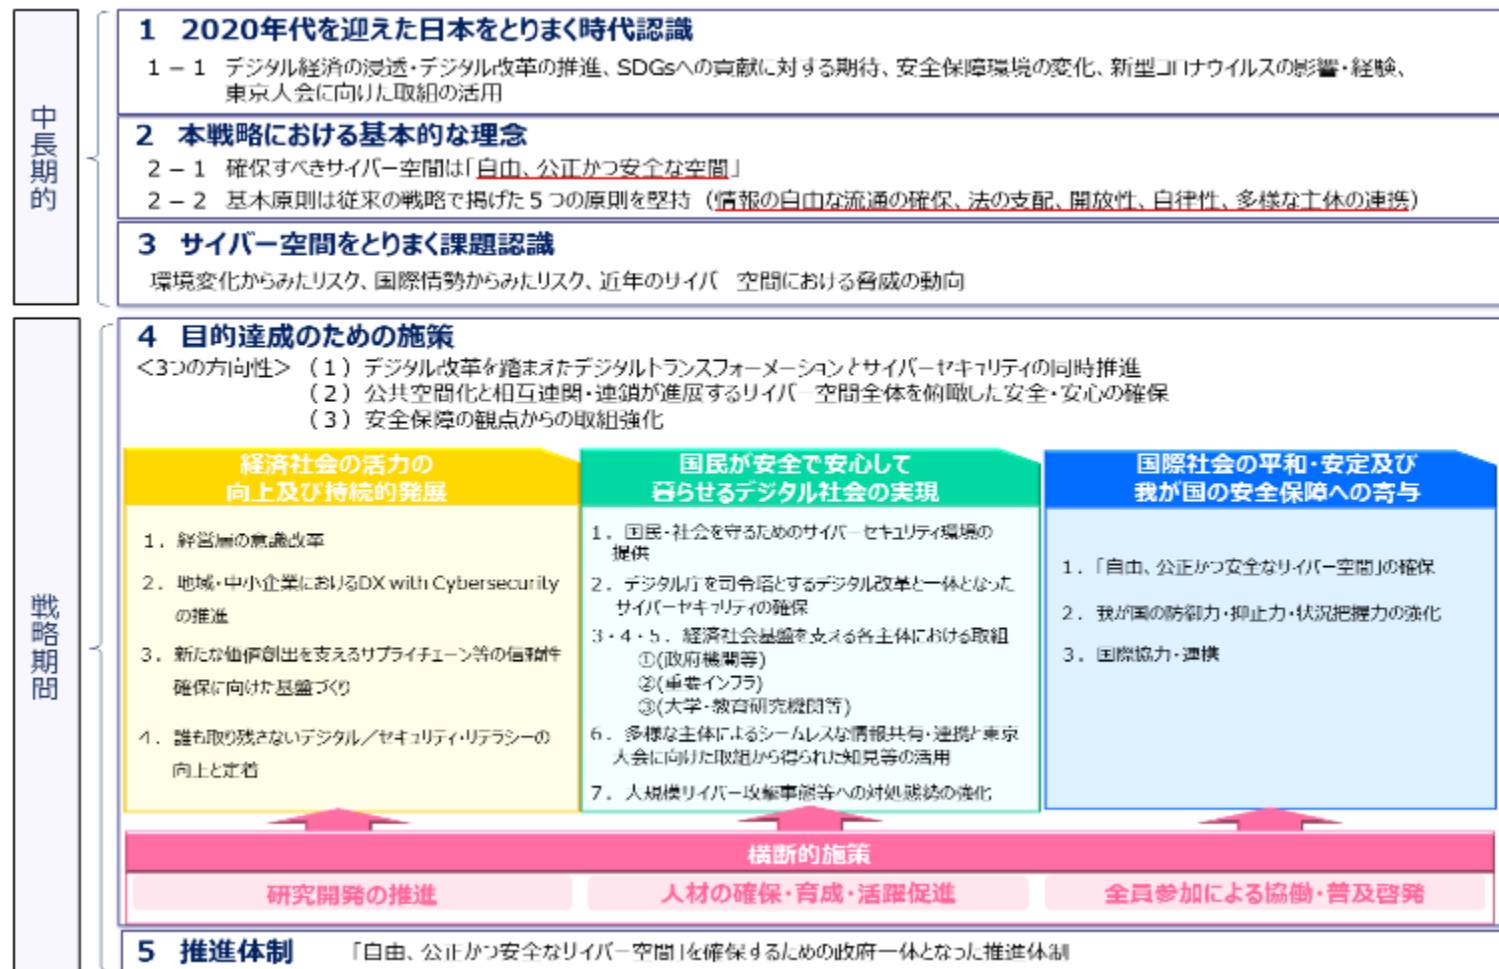 中長期的
1 2020年代を迎えた日本をとりまく時代認識
1－1 デジタル経済の浸透・デジタル改革の推進、SDGsへの貢献に対する期待、安全保障環境の変化、新型コロナウイルスの影響・経験、
東京大会に向けた取組の活用
2 本戦略における基本的な理念
2－1 確保すべきサイバー空間は「自由、公正かつ安全な空間」
2－2 基本原則は従来の戦略で掲げた5つの原則を堅持（情報の自由な流通の確保、法の支配、開放性、自律性、多様な主体の連携）
3 サイバー空間をとりまく課題認識
環境変化からみたリスク、国際情勢からみたリスク、近年のサイバー空間における脅威の動向
戦略期間
4 目的達成のための施策
<3つの方向性> （1）デジタル改革を踏まえたデジタルトランスフォーメーションとサイバーセキュリティの同時推進
（2）公共空間化と相互連関・連鎖が進展するサイバー空間全体を俯瞰した安全・安心の確保
（3）安全保障の観点からの取組強化
経済社会の活力の
向上及び持続的発展
1．経営層の意識改革
2．地域・中小企業におけるDX with Cybersecurity
の推進
3．新たな価値創出を支えるサプライチェーン等の信頼性
確保に向けた基盤づくり
4．誰も取り残さないデジタル／セキュリティ・リテラシーの
向上と定着
国民が安全で安心して
暮らせるデジタル社会の実現
1．国民・社会を守るためのサイバーセキュリティ環境の
提供
2．デジタル庁を司令塔とするデジタル改革と一体となった
サイバーセキュリティの確保
3・4・5．経済社会基盤を支える各主体における取組
①(政府機関等)
②(重要インフラ)
③(大学・教育研究機関等)
6．多様な主体によるシームレスな情報共有・連携と東京
大会に向けた取組から得られた知見等の活用
7．大規模サイバー攻撃事態等への対処態勢の強化
国際社会の平和・安定及び
我が国の安全保障への寄与
1．「自由、公正かつ安全なサイバー空間」の確保
2．我が国の防御力・抑止力・状況把握力の強化
3．国際協力・連携
横断的施策
研究開発の推進
人材の確保・育成・活躍促進
全員参加による協働・普及啓発
5 推進体制 「自由、公正かつ安全なサイバー空間」を確保するための政府一体となった推進体制